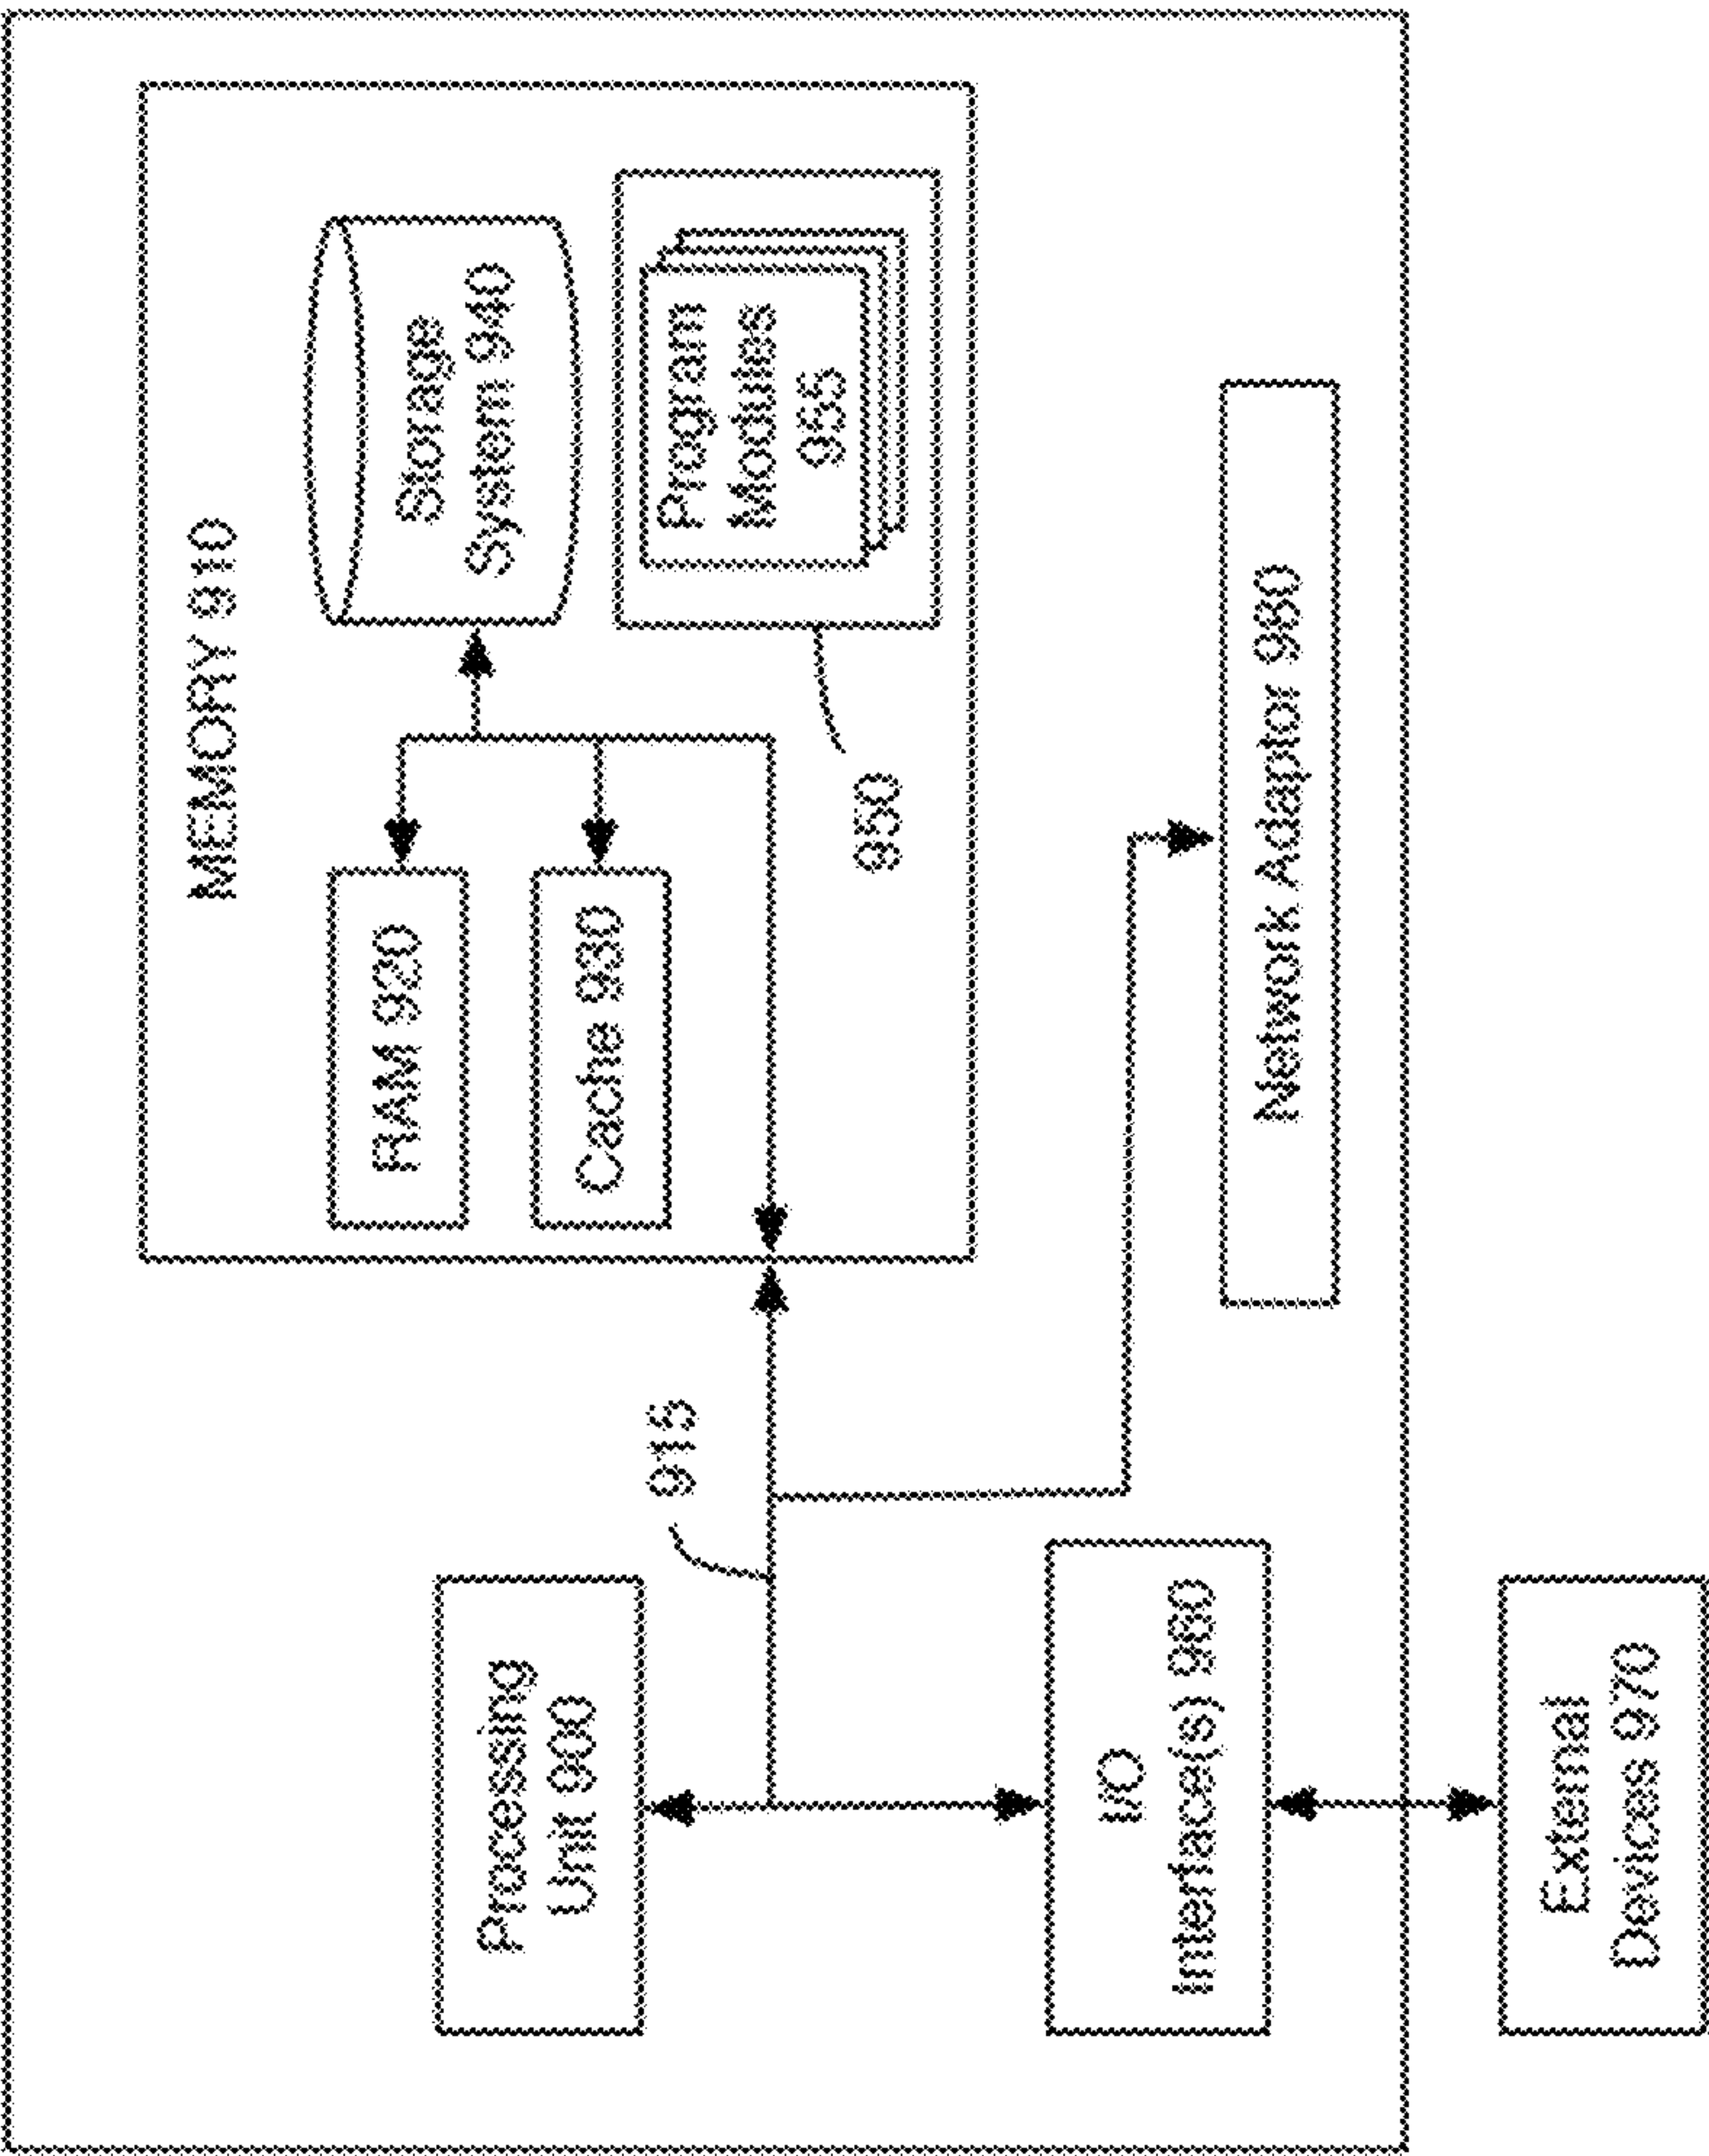 MEMORY 910
RAM 920
Storage
System 940
Processing
Unit 900
Cache 930
915
Program
Modules
955
950
I/O
Interface(s) 960
Network Adaptor 980
External
Devices 970